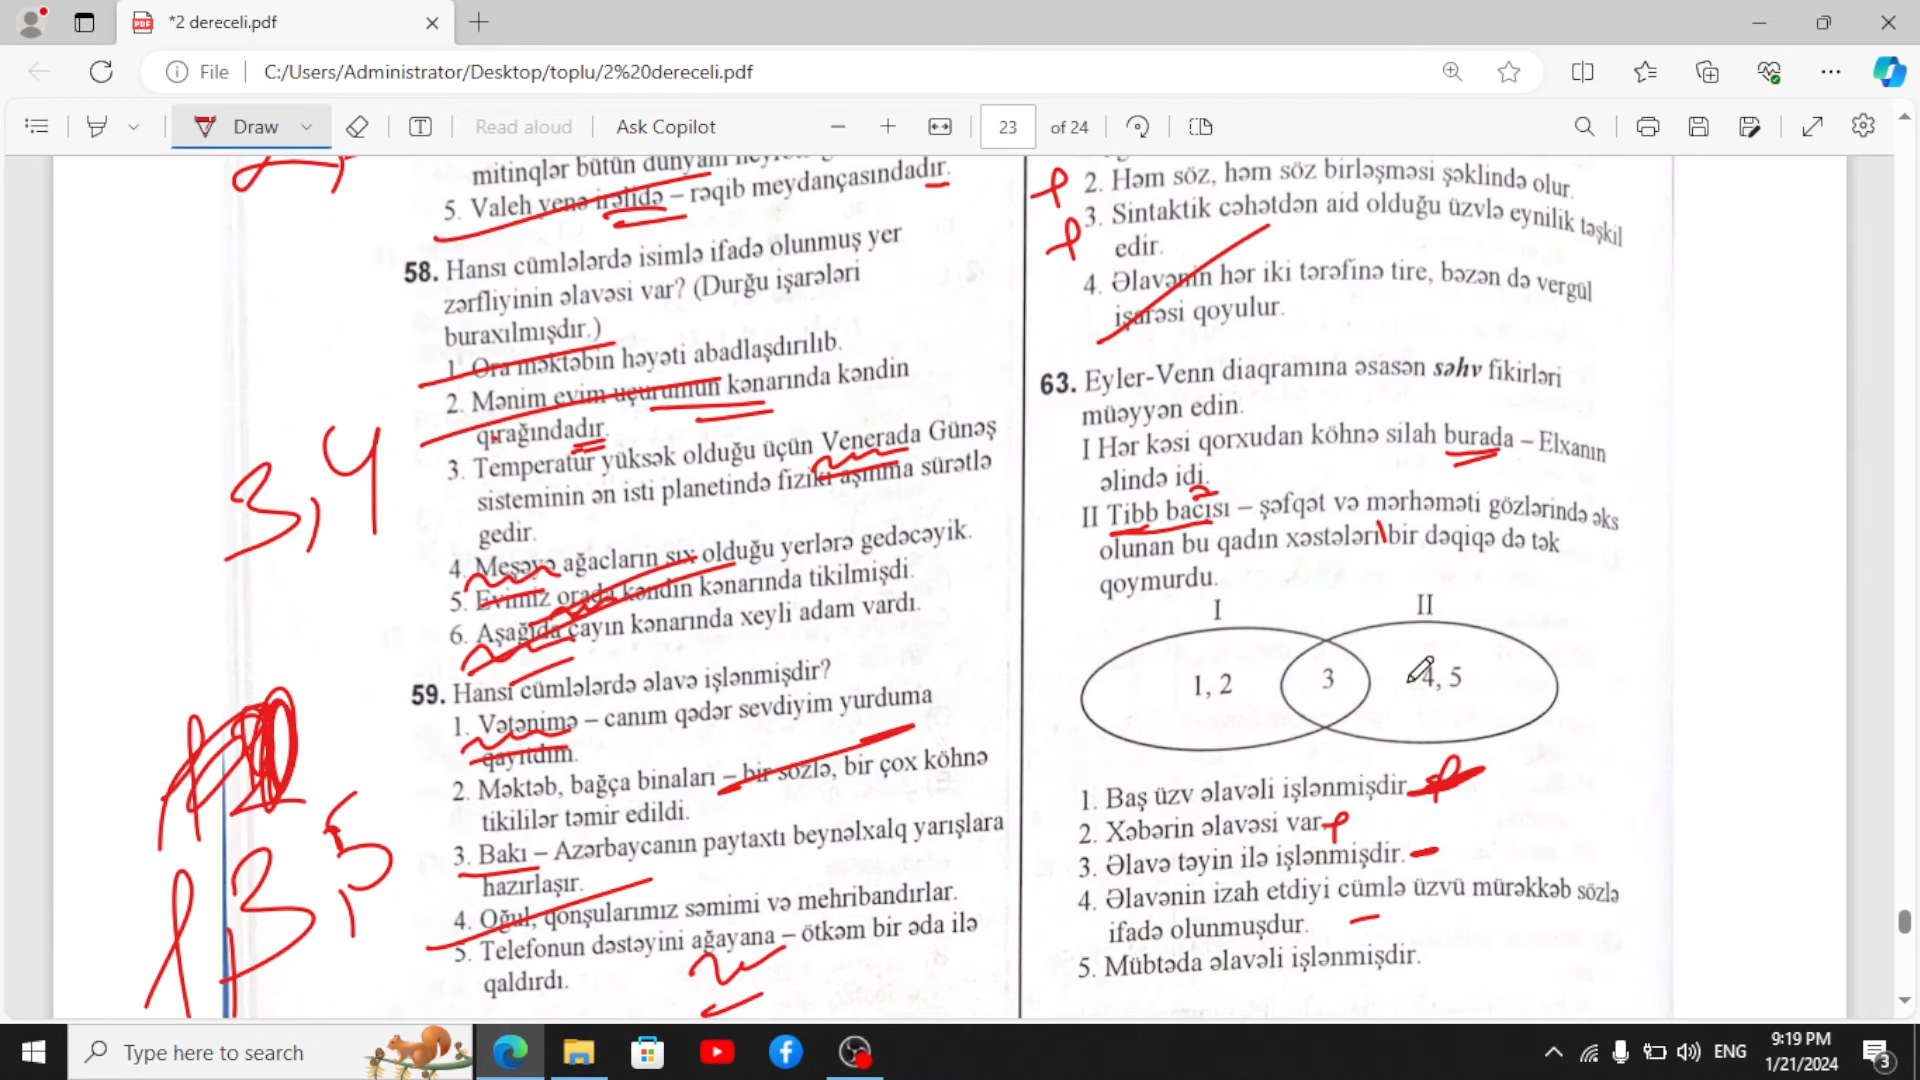 *2 dereceli.pdf
File
C:/Users/Administrator/Desktop/toplu/2%20dereceli.pdf
Draw
Read aloud
Ask Copilot
23
of 24
mitinqlər bütün dünyanı
5. Valeh yenə irəlidə – rəqib meydançasındadır.
58. Hansı cümlələrdə isimlə ifadə olunmuş yer
zərfliyinin əlavəsi var? (Durğu işarələri
buraxılmışdır.)
1. Ora məktəbin həyəti abadlaşdırılıb.
2. Mənim evim uçurumun kənarında kəndin
qırağındadır.
3. Temperatur yüksək olduğu üçün Venerada Günəş
sisteminin ən isti planetində fiziki aşınma sürətlə
gedir.
4. Meşəyə ağacların sıx olduğu yerlərə gedəcəyik.
5. Evimiz orada kəndin kənarında tikilmişdi.
6. Aşağıda çayın kənarında xeyli adam vardı.
3, 4
59. Hansı cümlələrdə əlavə işlənmişdir?
1. Vətənimə – canım qədər sevdiyim yurduma
qayıtdım.
2. Məktəb, bağça binaları – bir sözlə, bir çox köhnə
tikililər təmir edildi.
3. Bakı – Azərbaycanın paytaxtı beynəlxalq yarışlara
hazırlaşır.
4. Oğul, qonşularımız səmimi və mehribandırlar.
5. Telefonun dəstəyini ağayana – ötkəm bir əda ilə
qaldırdı.
1, 3, 5
2. Həm söz, həm söz birləşməsi şəklində olur.
3. Sintaktik cəhətdən aid olduğu üzvlə eynilik təşkil
edir.
4. Əlavənin hər iki tərəfinə tire, bəzən də vergül
işarəsi qoyulur.
63. Eyler-Venn diaqramına əsasən səhv fikirləri
müəyyən edin.
I Hər kəsi qorxudan köhnə silah burada – Elxanın
əlində idi.
II Tibb bacısı – şəfqət və mərhəməti gözlərində əks
olunan bu qadın xəstələri bir dəqiqə də tək
qoymurdu.
I II
1, 2 3 4, 5
1. Baş üzv əlavəli işlənmişdir.
2. Xəbərin əlavəsi var.
3. Əlavə təyin ilə işlənmişdir.
4. Əlavənin izah etdiyi cümlə üzvü mürəkkəb sözlə
ifadə olunmuşdur.
5. Mübtəda əlavəli işlənmişdir.
Type here to search
ENG
9:19 PM
1/21/2024
3